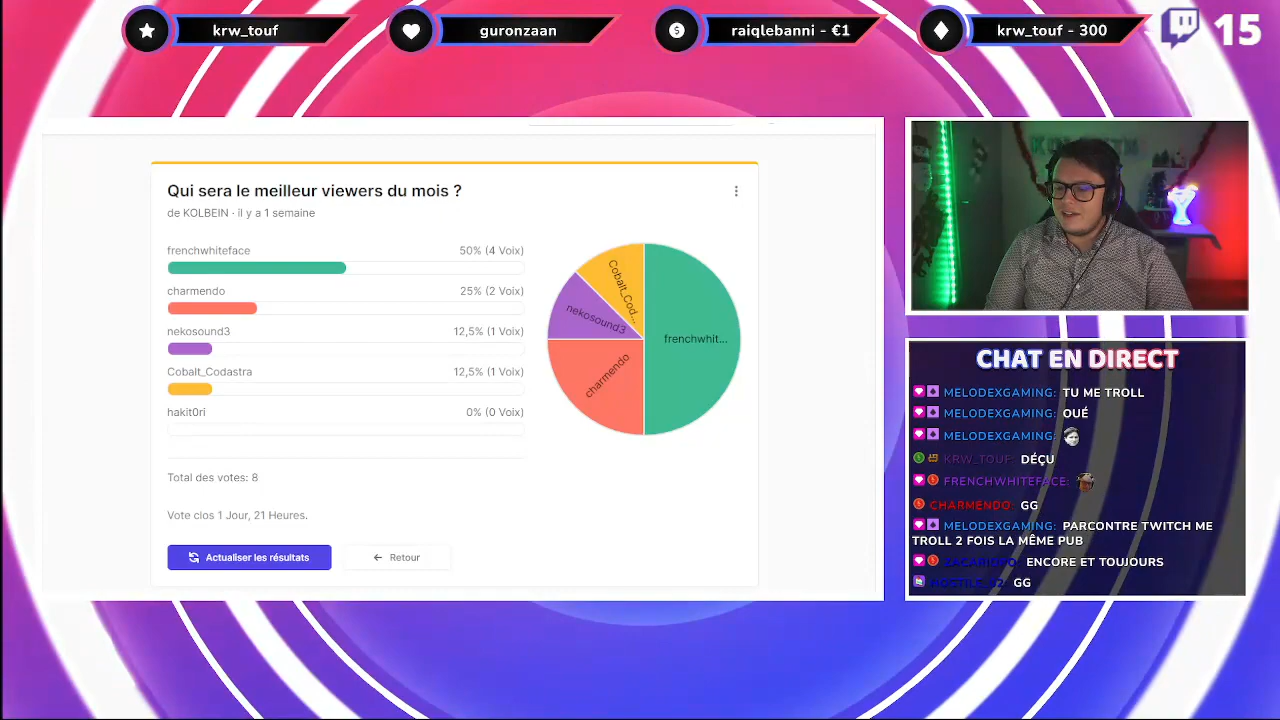 krw_touf
guronzaan
raiqlebanni - €1
krw_touf - 300
15
Qui sera le meilleur viewers du mois ?
de KOLBEIN · il y a 1 semaine
frenchwhiteface 50% (4 Voix)
charmendo 25% (2 Voix)
nekosound3 12,5% (1 Voix)
Cobalt_Codastra 12,5% (1 Voix)
hakit0ri 0% (0 Voix)
Cobalt_Cod...
nekosound3
frenchwhit...
charmendo
Total des votes: 8
Vote clos 1 Jour, 21 Heures.
Actualiser les résultats
Retour
CHAT EN DIRECT
MELODEXGAMING: TU ME TROLL
MELODEXGAMING: OUÉ
MELODEXGAMING:
KRW_TOUF: DÉÇU
FRENCHWHITEFACE:
CHARMENDO: GG
MELODEXGAMING: PARCONTRE TWITCH ME
TROLL 2 FOIS LA MÊME PUB
ENCORE ET TOUJOURS
GG